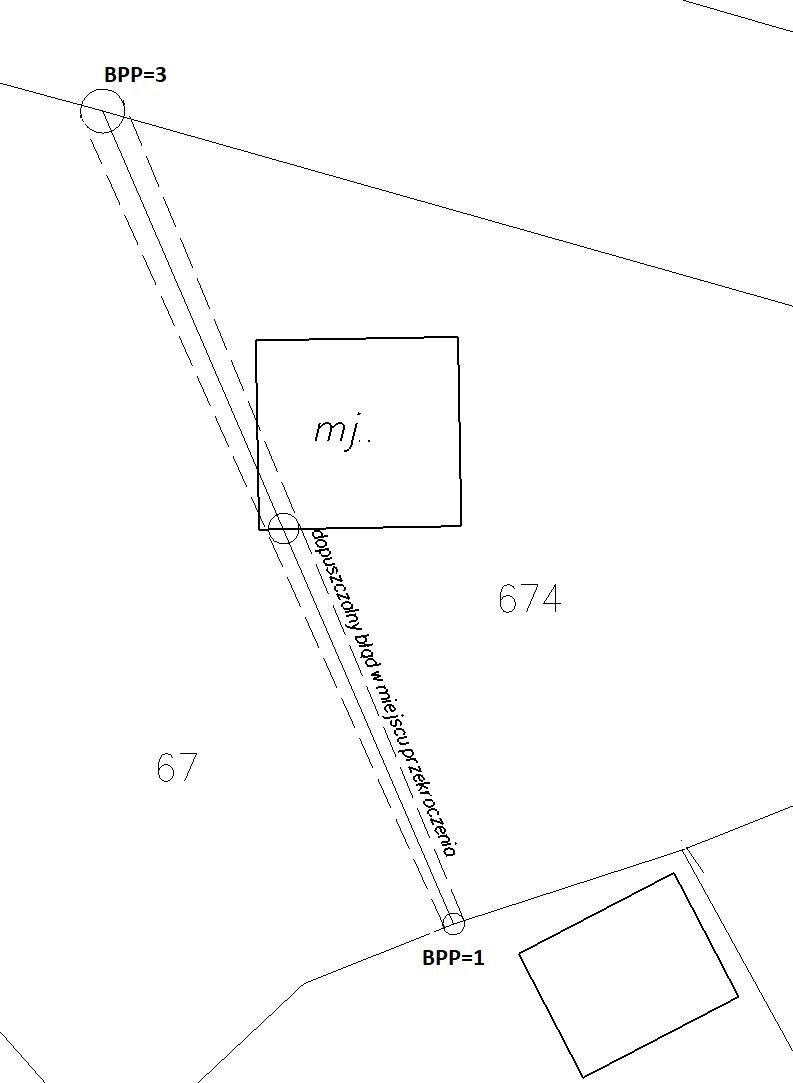 BPP=3
mj..
dopuszczalny błąd w miejscu przekroczenia
674
67
BPP=1